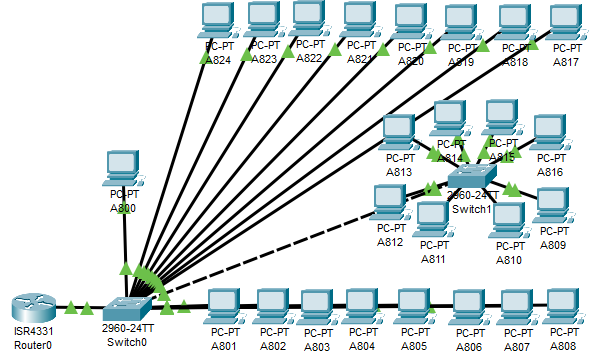 PC-PT
A824
PC-PT
A823
PC-PT
A822
PC-PT
A821
PC-PT
A820
PC-PT
A819
PC-PT
A818
PC-PT
A817
PC-PT
A813
PC-PT
A814
PC-PT
A815
PC-PT
A816
PC-PT
A800
2960-24TT
Switch1
PC-PT
A812
PC-PT
A811
PC-PT
A810
PC-PT
A809
ISR4331
Router0
2960-24TT
Switch0
PC-PT
A801
PC-PT
A802
PC-PT
A803
PC-PT
A804
PC-PT
A805
PC-PT
A806
PC-PT
A807
PC-PT
A808